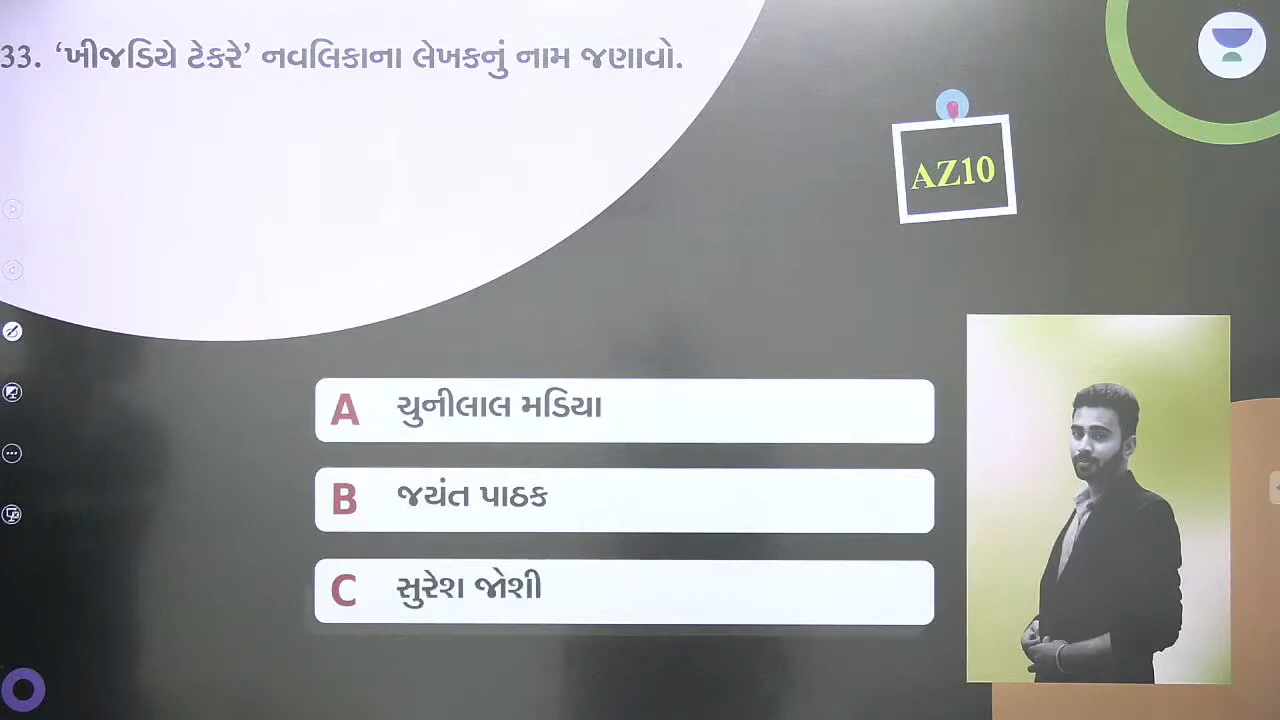 33. ‘ખીજડિયે ટેકરે’ નવલિકાના લેખકનું નામ જણાવો.
AZ10
A ચુનીલાલ મડિયા
B જયંત પાઠક
C સુરેશ જોશી